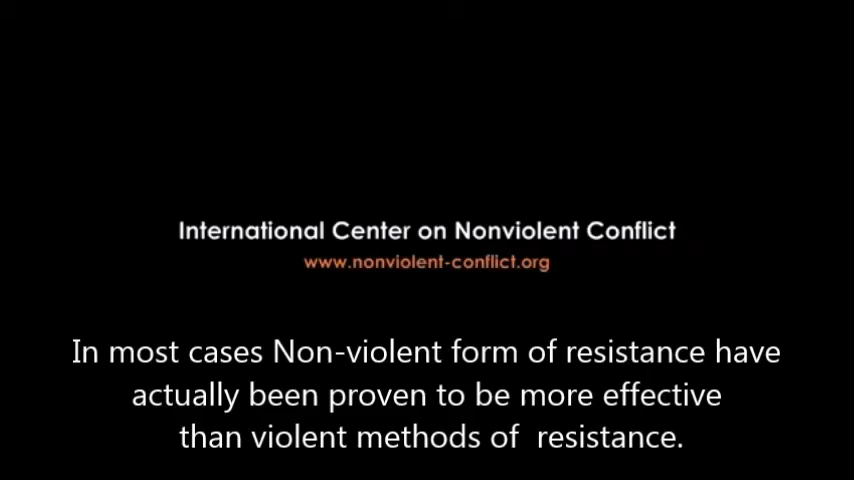 International Center on Nonviolent Conflict
www.nonviolent-conflict.org
In most cases Non-violent form of resistance have
actually been proven to be more effective
than violent methods of  resistance.